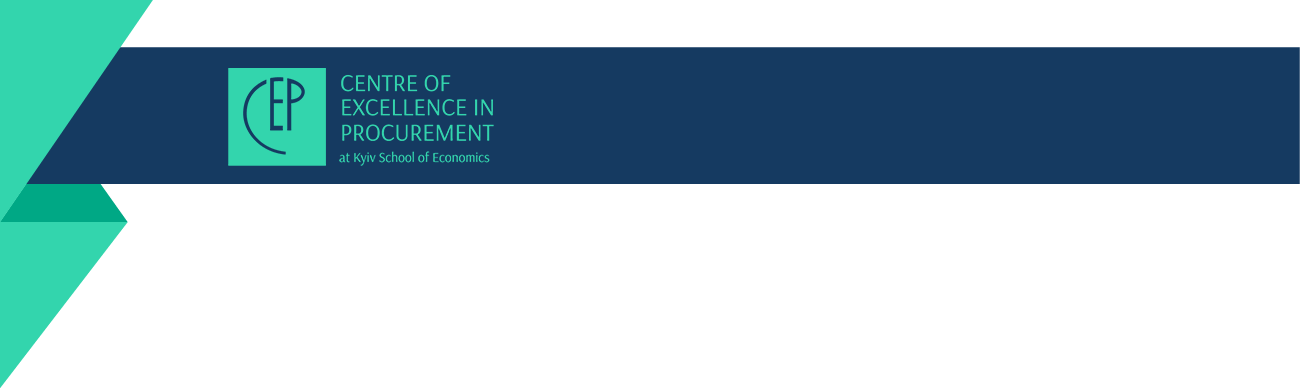 CEP
CENTRE OF
EXCELLENCE IN
PROCUREMENT
at Kyiv School of Economics